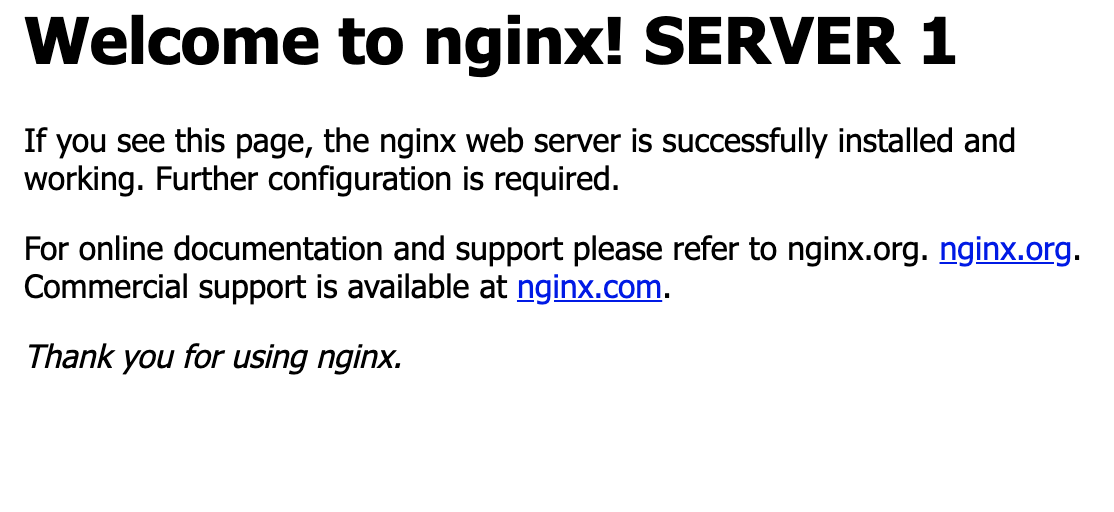 Welcome to nginx! SERVER 1
If you see this page, the nginx web server is successfully installed and
working. Further configuration is required.
For online documentation and support please refer to nginx.org. nginx.org.
Commercial support is available at nginx.com.
Thank you for using nginx.